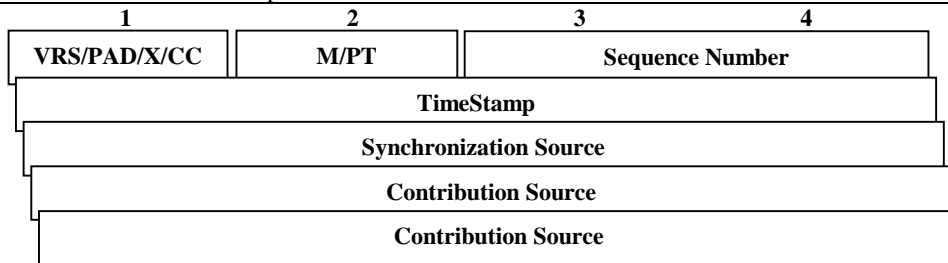 1 2 3 4
VRS/PAD/X/CC M/PT Sequence Number
TimeStamp
Synchronization Source
Contribution Source
Contribution Source